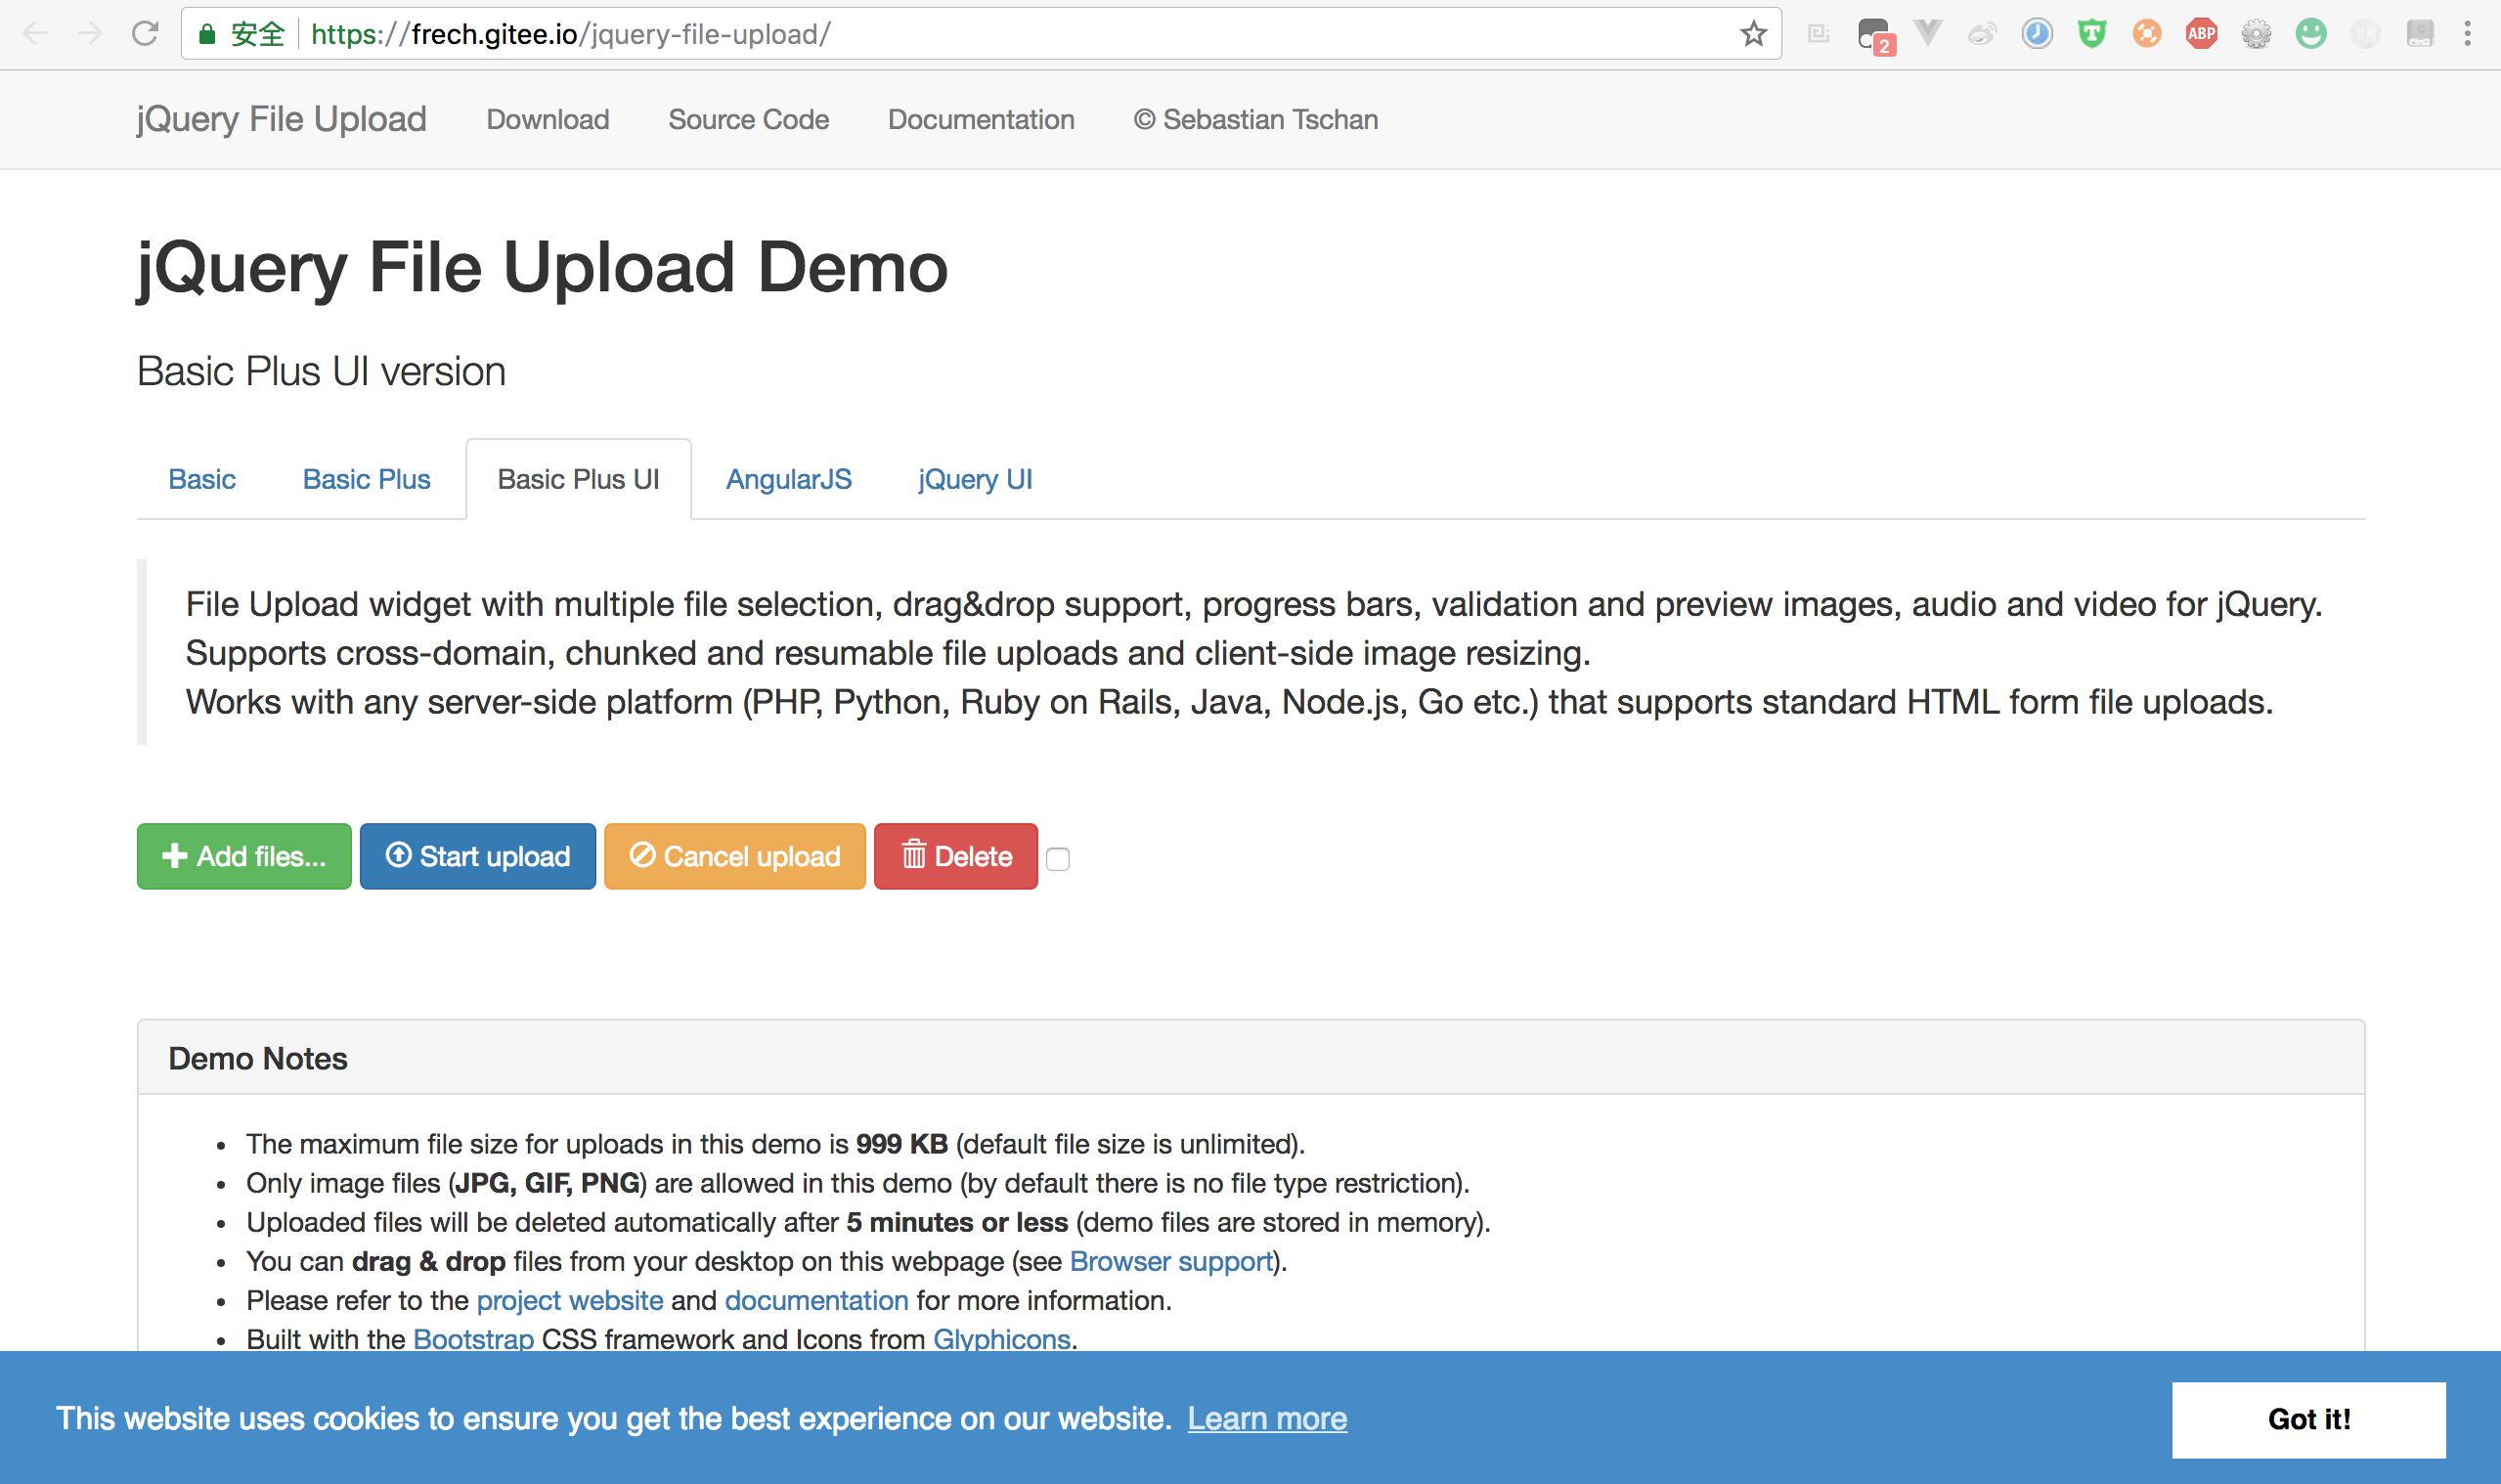 安全 https://frech.gitee.io/jquery-file-upload/
2
ABP
jQuery File Upload Download Source Code Documentation © Sebastian Tschan
jQuery File Upload Demo
Basic Plus UI version
Basic Basic Plus Basic Plus UI AngularJS jQuery UI
File Upload widget with multiple file selection, drag&drop support, progress bars, validation and preview images, audio and video for jQuery.
Supports cross-domain, chunked and resumable file uploads and client-side image resizing.
Works with any server-side platform (PHP, Python, Ruby on Rails, Java, Node.js, Go etc.) that supports standard HTML form file uploads.
Add files... Start upload Cancel upload Delete
Demo Notes
The maximum file size for uploads in this demo is 999 KB (default file size is unlimited).
Only image files (JPG, GIF, PNG) are allowed in this demo (by default there is no file type restriction).
Uploaded files will be deleted automatically after 5 minutes or less (demo files are stored in memory).
You can drag & drop files from your desktop on this webpage (see Browser support).
Please refer to the project website and documentation for more information.
Built with the Bootstrap CSS framework and Icons from Glyphicons.
This website uses cookies to ensure you get the best experience on our website. Learn more
Got it!